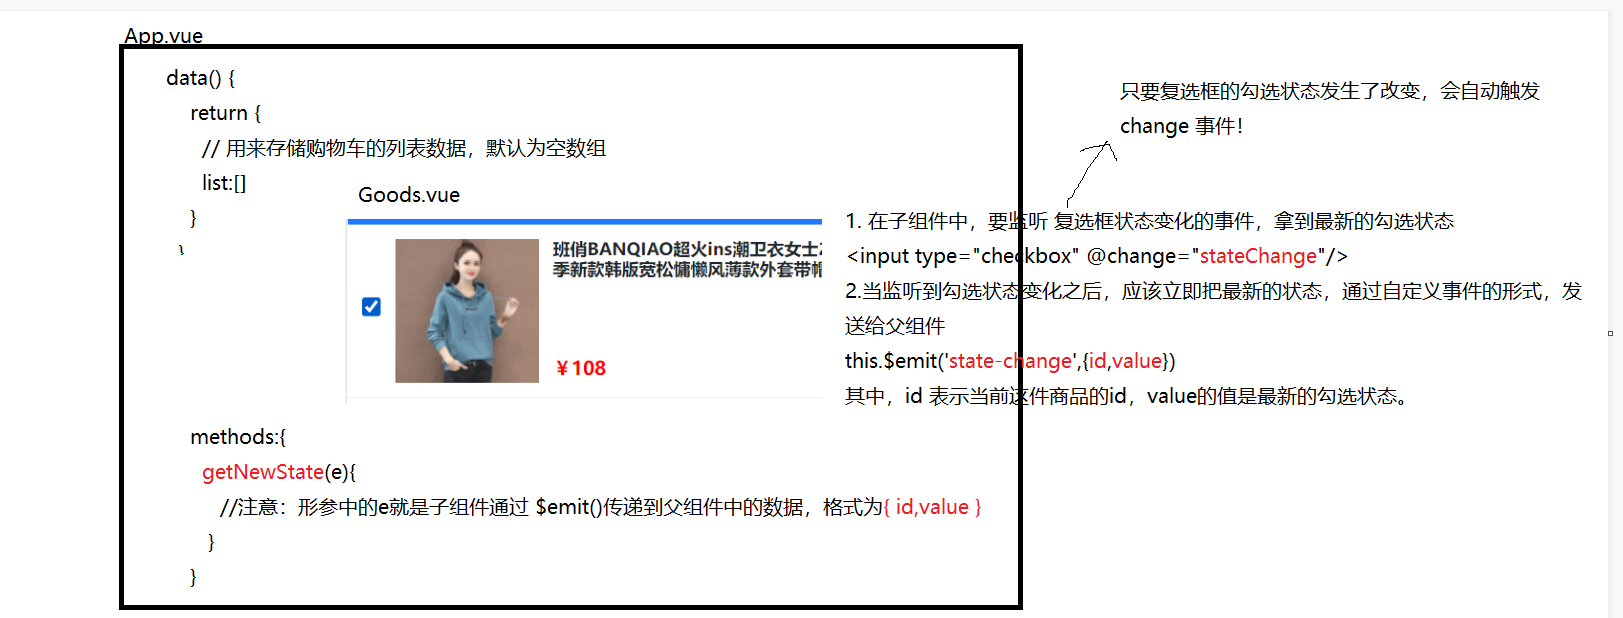 App.vue
data() {
return {
// 用来存储购物车的列表数据，默认为空数组
list:[]
}
}
Goods.vue
班俏BANQIAO超火ins潮卫衣女士2
季新款韩版宽松慵懒风薄款外套带帽
￥108
methods:{
getNewState(e){
//注意：形参中的e就是子组件通过 $emit()传递到父组件中的数据，格式为{ id,value }
}
}
只要复选框的勾选状态发生了改变，会自动触发
change 事件！
1. 在子组件中，要监听 复选框状态变化的事件，拿到最新的勾选状态
<input type="checkbox" @change="stateChange"/>
2.当监听到勾选状态变化之后，应该立即把最新的状态，通过自定义事件的形式，发
送给父组件
this.$emit('state-change',{id,value})
其中，id 表示当前这件商品的id，value的值是最新的勾选状态。